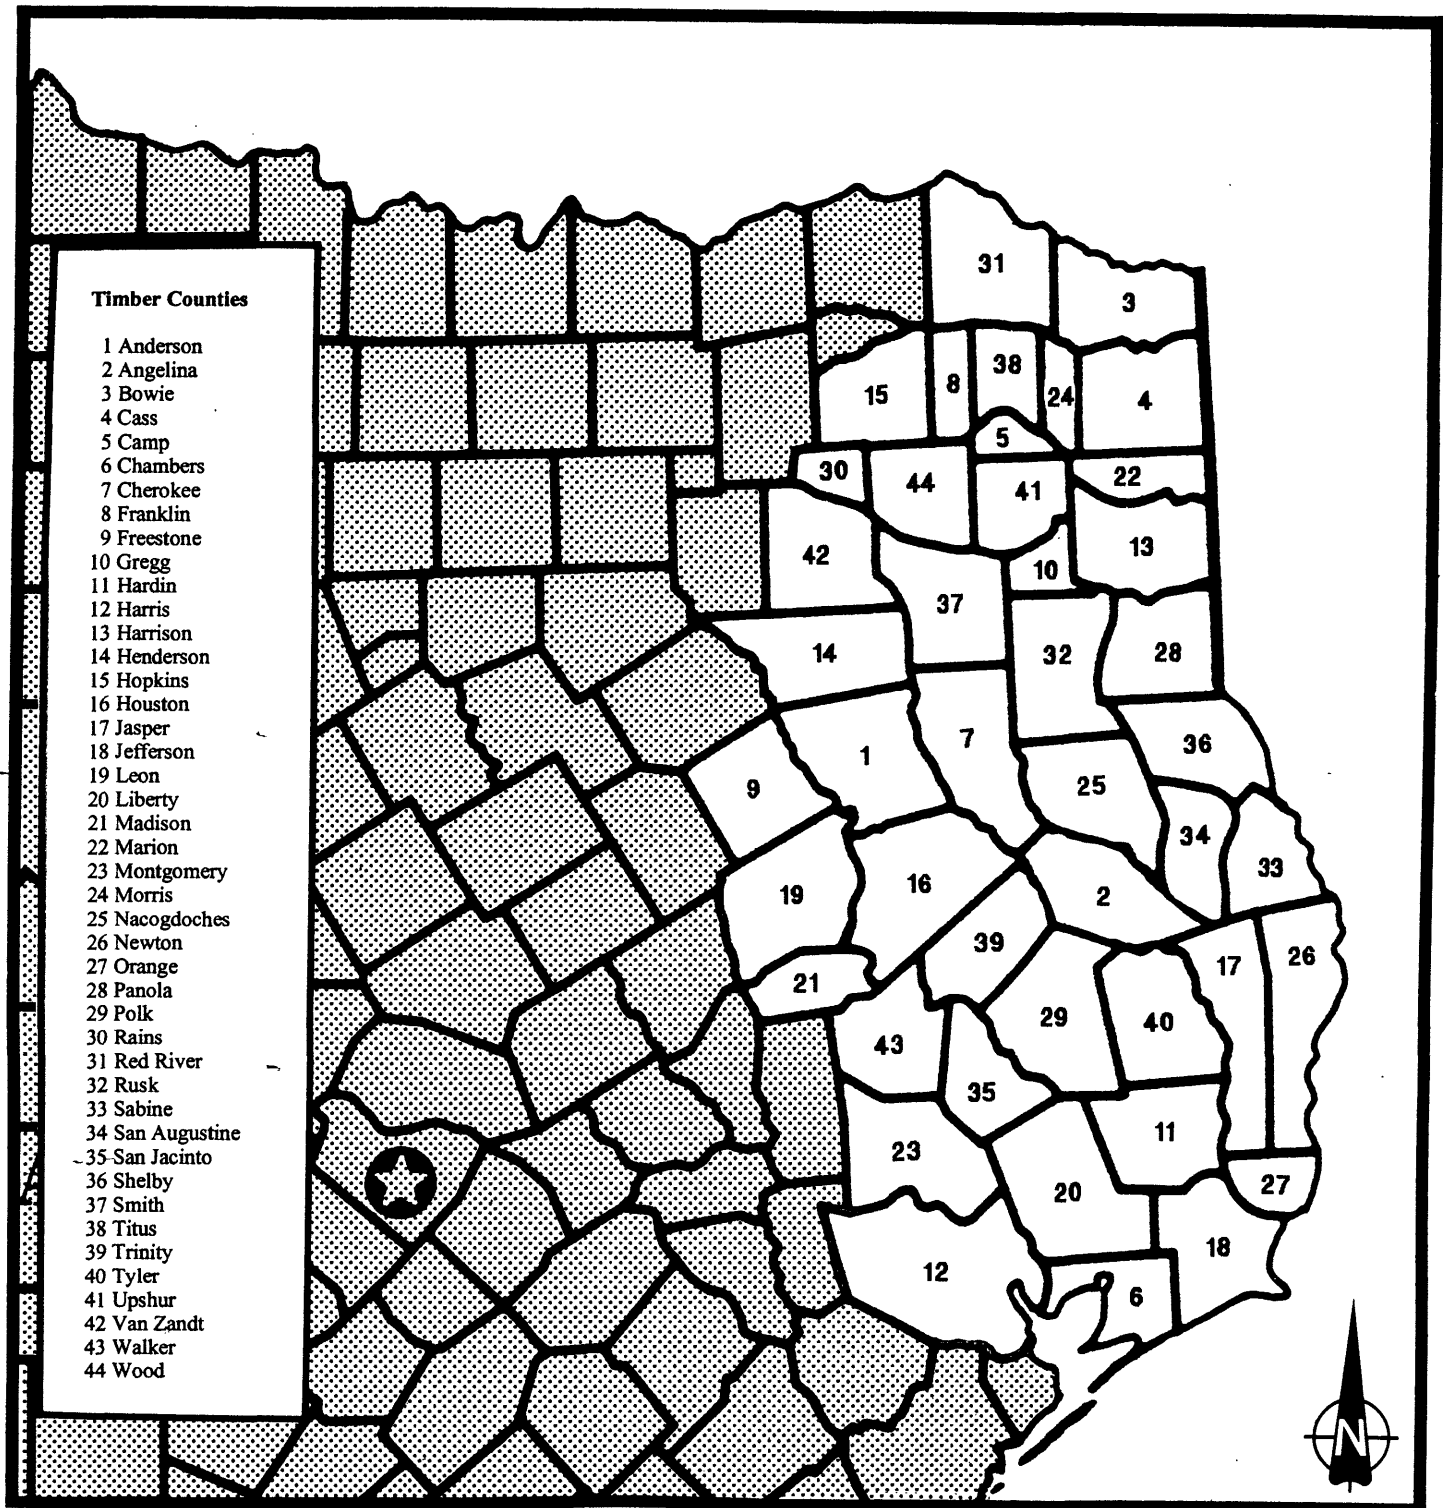 31
3
38
8
24
15
4
5
30
44
41
22
42
13
10
37
14
32
28
7
36
1
25
9
34
33
19
16
2
39
17
26
21
29
40
43
35
11
23
27
20
18
12
6
Timber Counties
1 Anderson
2 Angelina
3 Bowie
4 Cass
5 Camp
6 Chambers
7 Cherokee
8 Franklin
9 Freestone
10 Gregg
11 Hardin
12 Harris
13 Harrison
14 Henderson
15 Hopkins
16 Houston
17 Jasper
18 Jefferson
19 Leon
20 Liberty
21 Madison
22 Marion
23 Montgomery
24 Morris
25 Nacogdoches
26 Newton
27 Orange
28 Panola
29 Polk
30 Rains
31 Red River
32 Rusk
33 Sabine
34 San Augustine
35 San Jacinto
36 Shelby
37 Smith
38 Titus
39 Trinity
40 Tyler
41 Upshur
42 Van Zandt
43 Walker
44 Wood
N